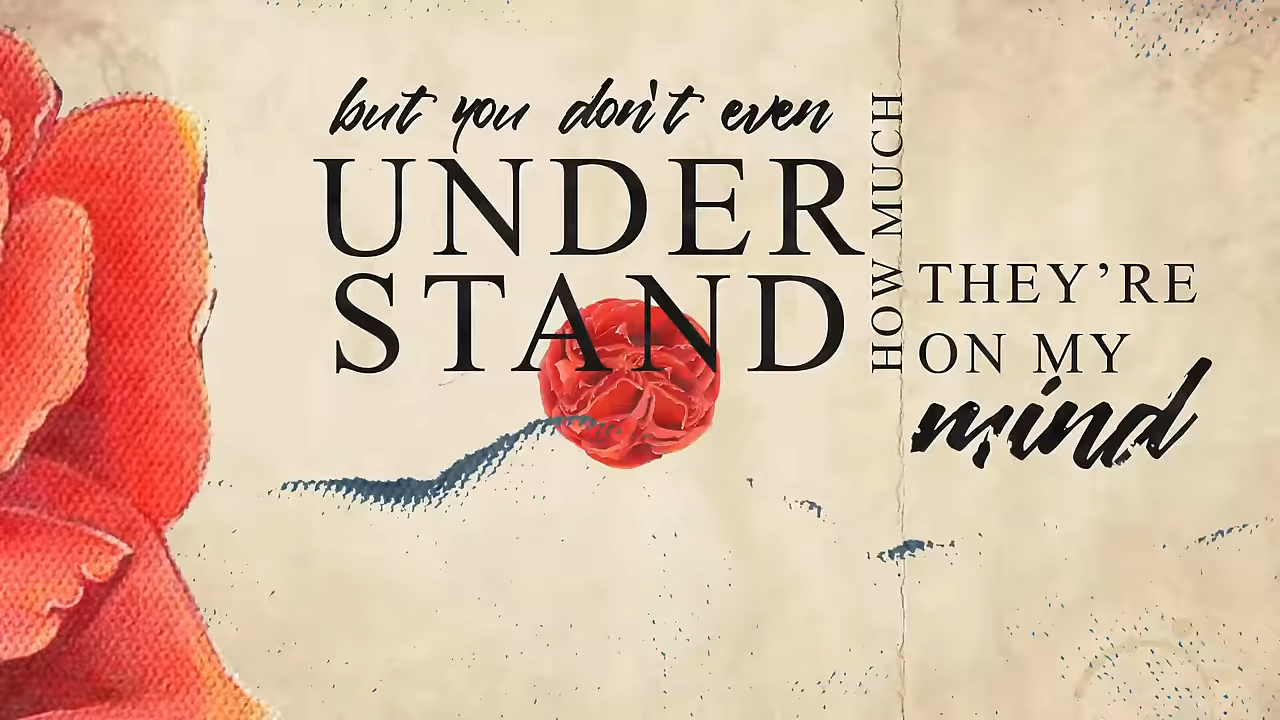 but you don't even
UNDER
STAND
HOW MUCH
THEY'RE
ON MY
mind